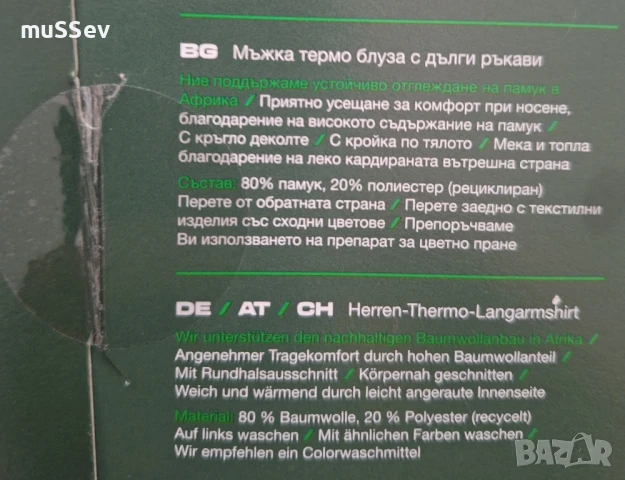 muSSev
BG Мъжка термо блуза с дълги ръкави
Ние поддържаме устойчиво отглеждане на памук в
Африка / Приятно усещане за комфорт при носене,
благодарение на високото съдържание на памук /
С кръгло деколте / С кройка по тялото / Мека и топла
благодарение на леко кардираната вътрешна страна
Състав: 80% памук, 20% полиестер (рециклиран)
Перете от обратната страна / Перете заедно с текстилни
изделия със сходни цветове / Препоръчваме
Ви използването на препарат за цветно пране
DE / AT / CH Herren-Thermo-Langarmshirt
Wir unterstützen den nachhaltigen Baumwollanbau in Afrika /
Angenehmer Tragekomfort durch hohen Baumwollanteil /
Mit Rundhalsausschnitt / Körpernah geschnitten /
Weich und wärmend durch leicht angeraute Innenseite
Material: 80 % Baumwolle, 20 % Polyester (recycelt)
Auf links waschen / Mit ähnlichen Farben waschen /
Wir empfehlen ein Colorwaschmittel
BAZAR